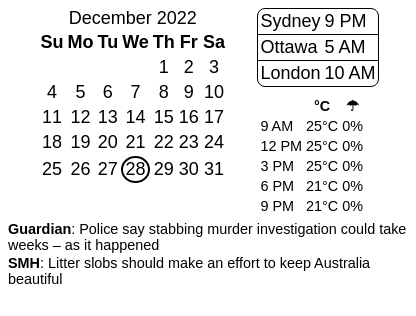 December 2022
Su Mo Tu We Th Fr Sa
1 2 3
4 5 6 7 8 9 10
11 12 13 14 15 16 17
18 19 20 21 22 23 24
25 26 27 28 29 30 31
Sydney 9 PM
Ottawa 5 AM
London 10 AM
°C ☂
9 AM 25°C 0%
12 PM 25°C 0%
3 PM 25°C 0%
6 PM 21°C 0%
9 PM 21°C 0%
Guardian: Police say stabbing murder investigation could take
weeks – as it happened
SMH: Litter slobs should make an effort to keep Australia
beautiful